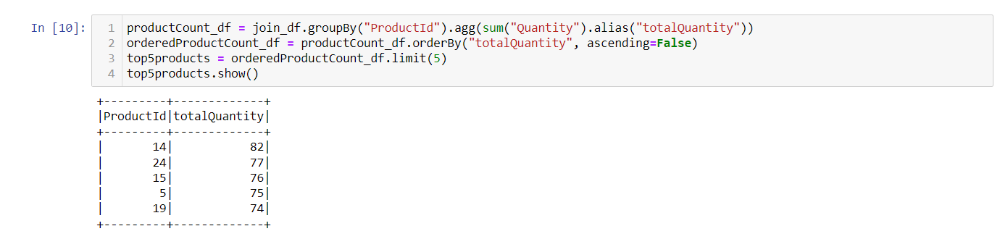 In [10]:
1 productCount_df = join_df.groupBy("ProductId").agg(sum("Quantity").alias("totalQuantity"))
2 orderedProductCount_df = productCount_df.orderBy("totalQuantity", ascending=False)
3 top5products = orderedProductCount_df.limit(5)
4 top5products.show()
+---------+-------------+
|ProductId|totalQuantity|
+---------+-------------+
|       14|           82|
|       24|           77|
|       15|           76|
|        5|           75|
|       19|           74|
+---------+-------------+